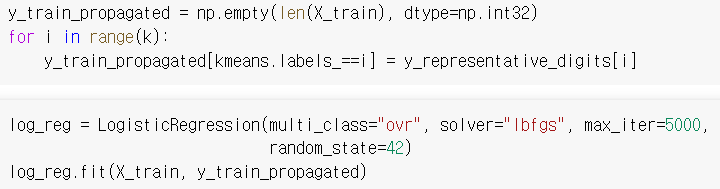 y_train_propagated = np.empty(len(X_train), dtype=np.int32)
for i in range(k):
    y_train_propagated[kmeans.labels_==i] = y_representative_digits[i]
log_reg = LogisticRegression(multi_class="ovr", solver="lbfgs", max_iter=5000,
                             random_state=42)
log_reg.fit(X_train, y_train_propagated)